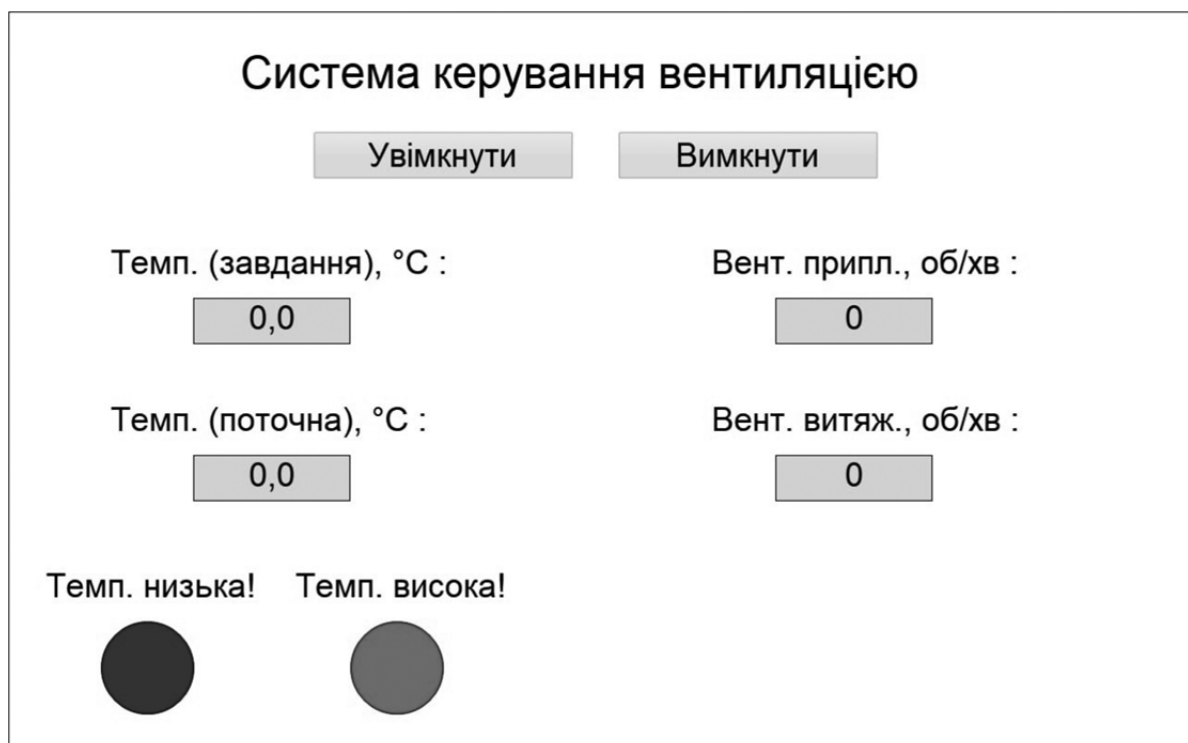 Система керування вентиляцією
Увімкнути Вимкнути
Темп. (завдання), °C : Вент. припл., об/хв :
0,0 0
Темп. (поточна), °C : Вент. витяж., об/хв :
0,0 0
Темп. низька! Темп. висока!